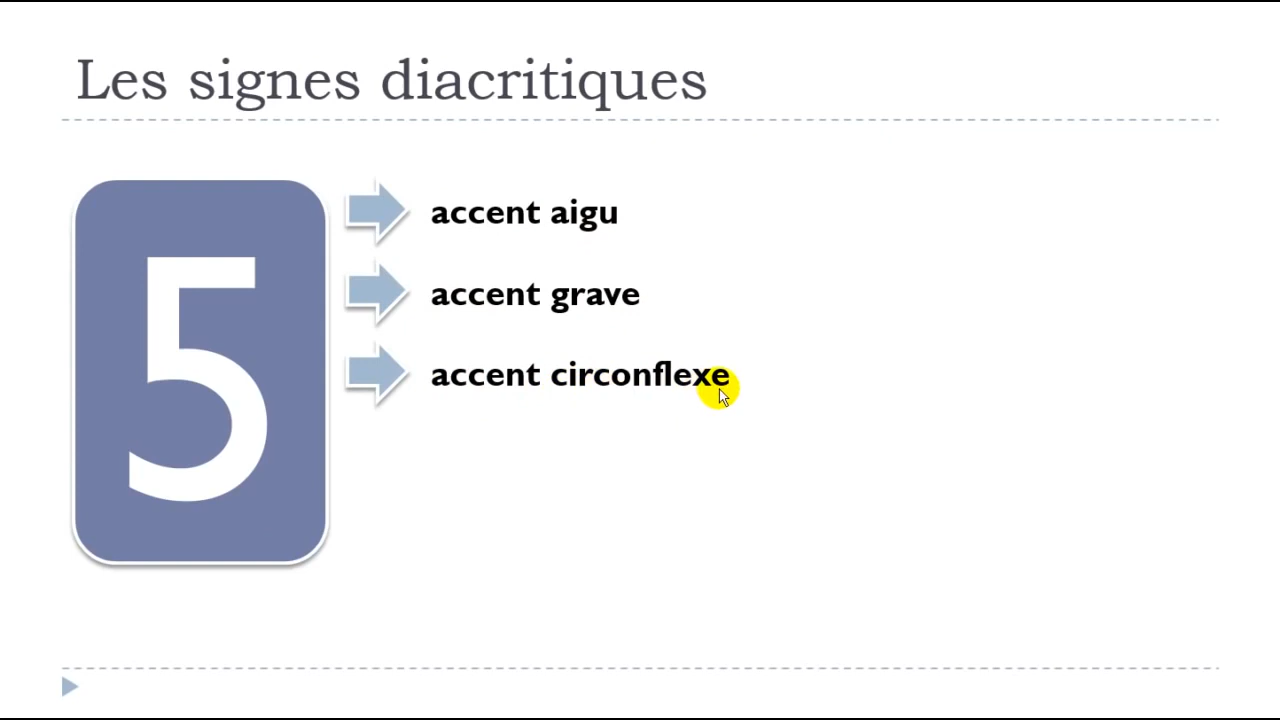 Les signes diacritiques
5
accent aigu
accent grave
accent circonflexe